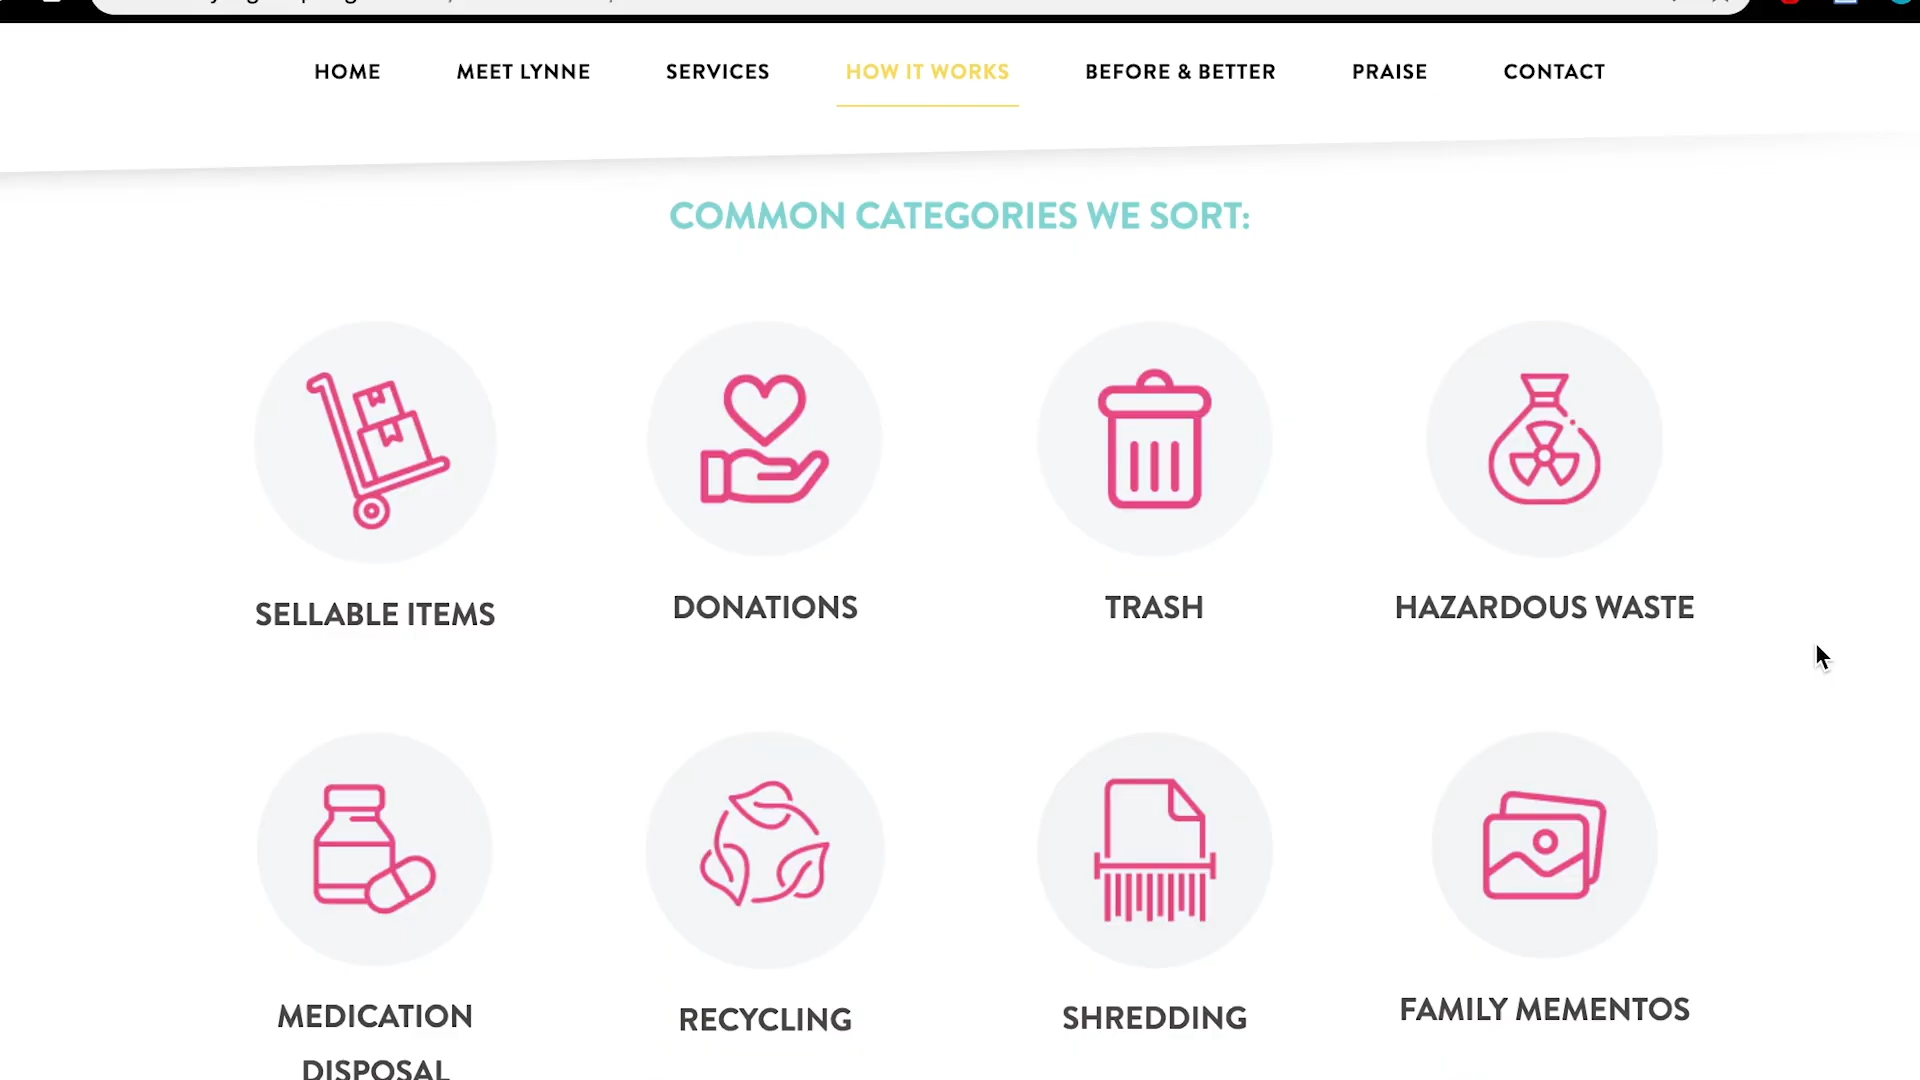 HOME MEET LYNNE SERVICES HOW IT WORKS BEFORE & BETTER PRAISE CONTACT
COMMON CATEGORIES WE SORT:
SELLABLE ITEMS DONATIONS TRASH HAZARDOUS WASTE
MEDICATION DISPOSAL RECYCLING SHREDDING FAMILY MEMENTOS